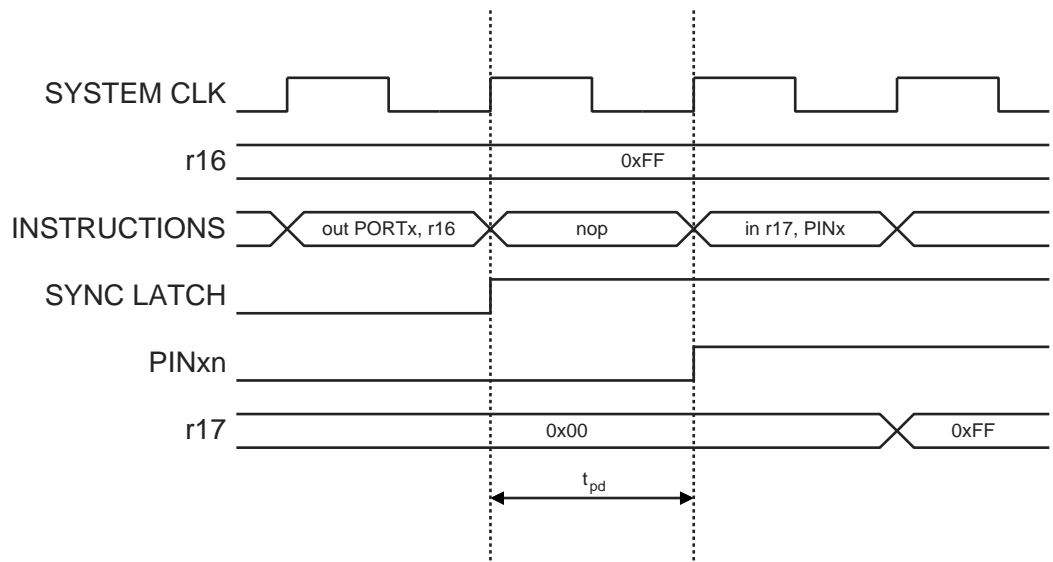 SYSTEM CLK
r16
0xFF
INSTRUCTIONS
out PORTx, r16
nop
in r17, PINx
SYNC LATCH
PINxn
r17
0x00
0xFF
tpd